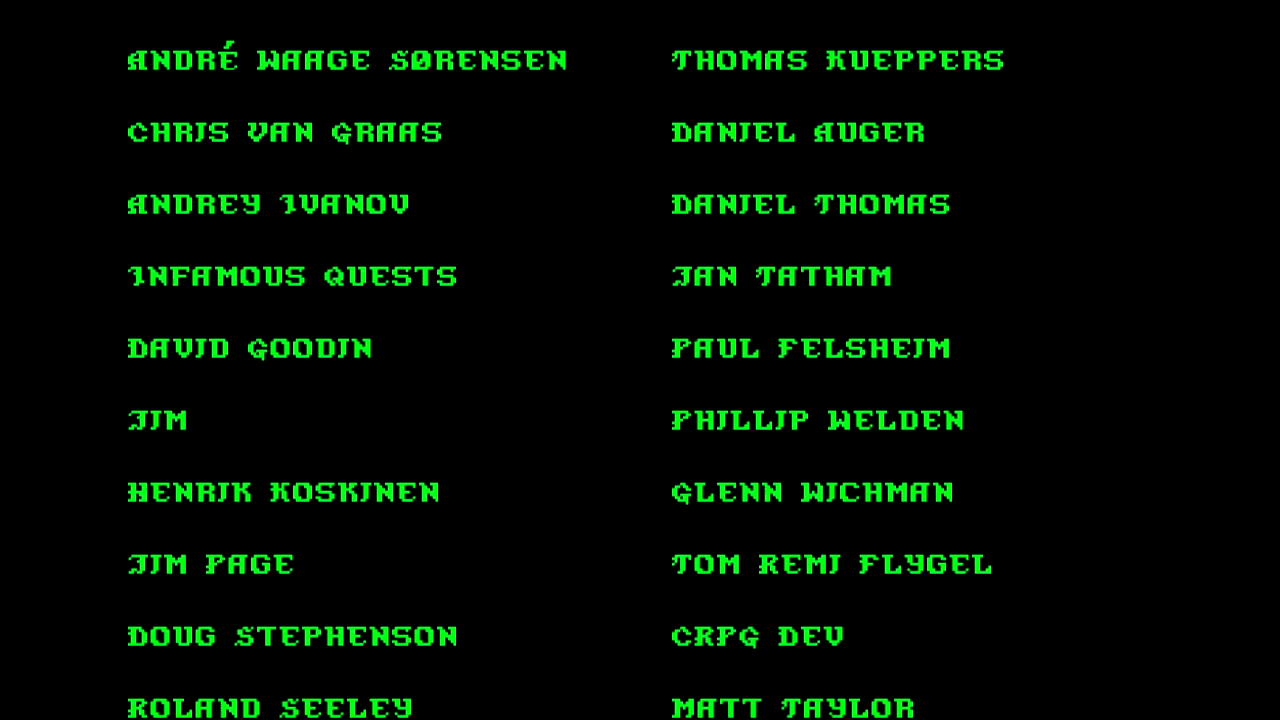 ANDRÉ WAAGE SØRENSEN
CHRIS VAN GRAAS
ANDREY IVANOV
INFAMOUS QUESTS
DAVID GOODIN
JIM
HENRIK KOSKINEN
JIM PAGE
DOUG STEPHENSON
ROLAND SEELEY
THOMAS KUEPPERS
DANIEL AUGER
DANIEL THOMAS
IAN TATHAM
PAUL FELSHEIM
PHILLIP WELDEN
GLENN WICHMAN
TOM REMI FLYGEL
CRPG DEV
MATT TAYLOR